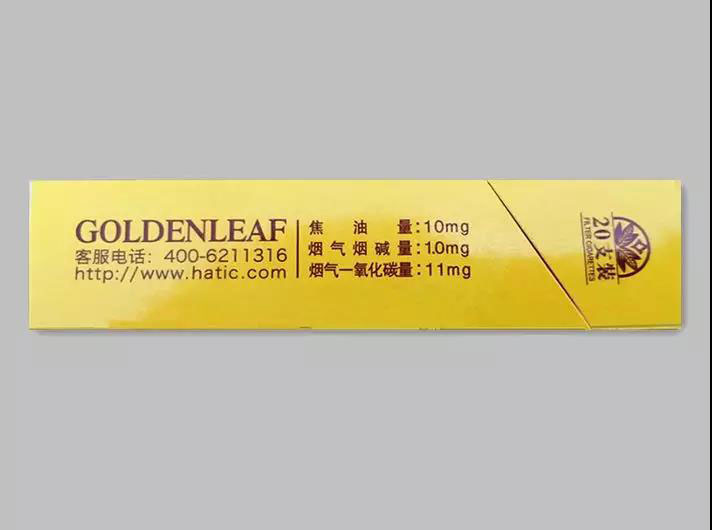 GOLDENLEAF
客服电话：400-6211316
http://www.hatic.com
焦油量：10mg
烟气烟碱量：1.0mg
烟气一氧化碳量：11mg
20支装
FILTER CIGARETTES